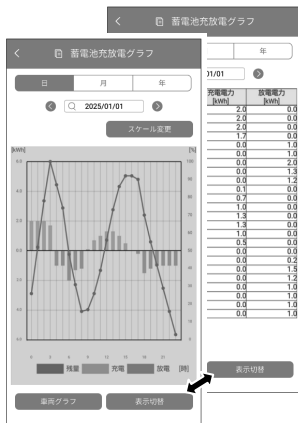 蓄電池充放電グラフ
年
01/01
充電電力 放電電力
[kWh] [kWh]
2.0 0.0
2.0 0.0
2.0 0.0
1.7 0.0
0.0 1.0
0.0 1.0
0.0 2.0
0.0 1.3
0.0 1.2
0.1 0.0
0.7 0.0
1.0 0.0
1.3 0.0
1.3 0.0
1.0 0.0
0.5 0.0
0.0 0.0
0.0 0.2
0.0 1.5
0.0 1.2
0.0 1.0
0.0 1.0
0.0 1.0
0.0 1.0
表示切替
蓄電池充放電グラフ
日 月 年
2025/01/01
スケール変更
[kWh] [%]
残量 充電 放電 [時]
車両グラフ 表示切替